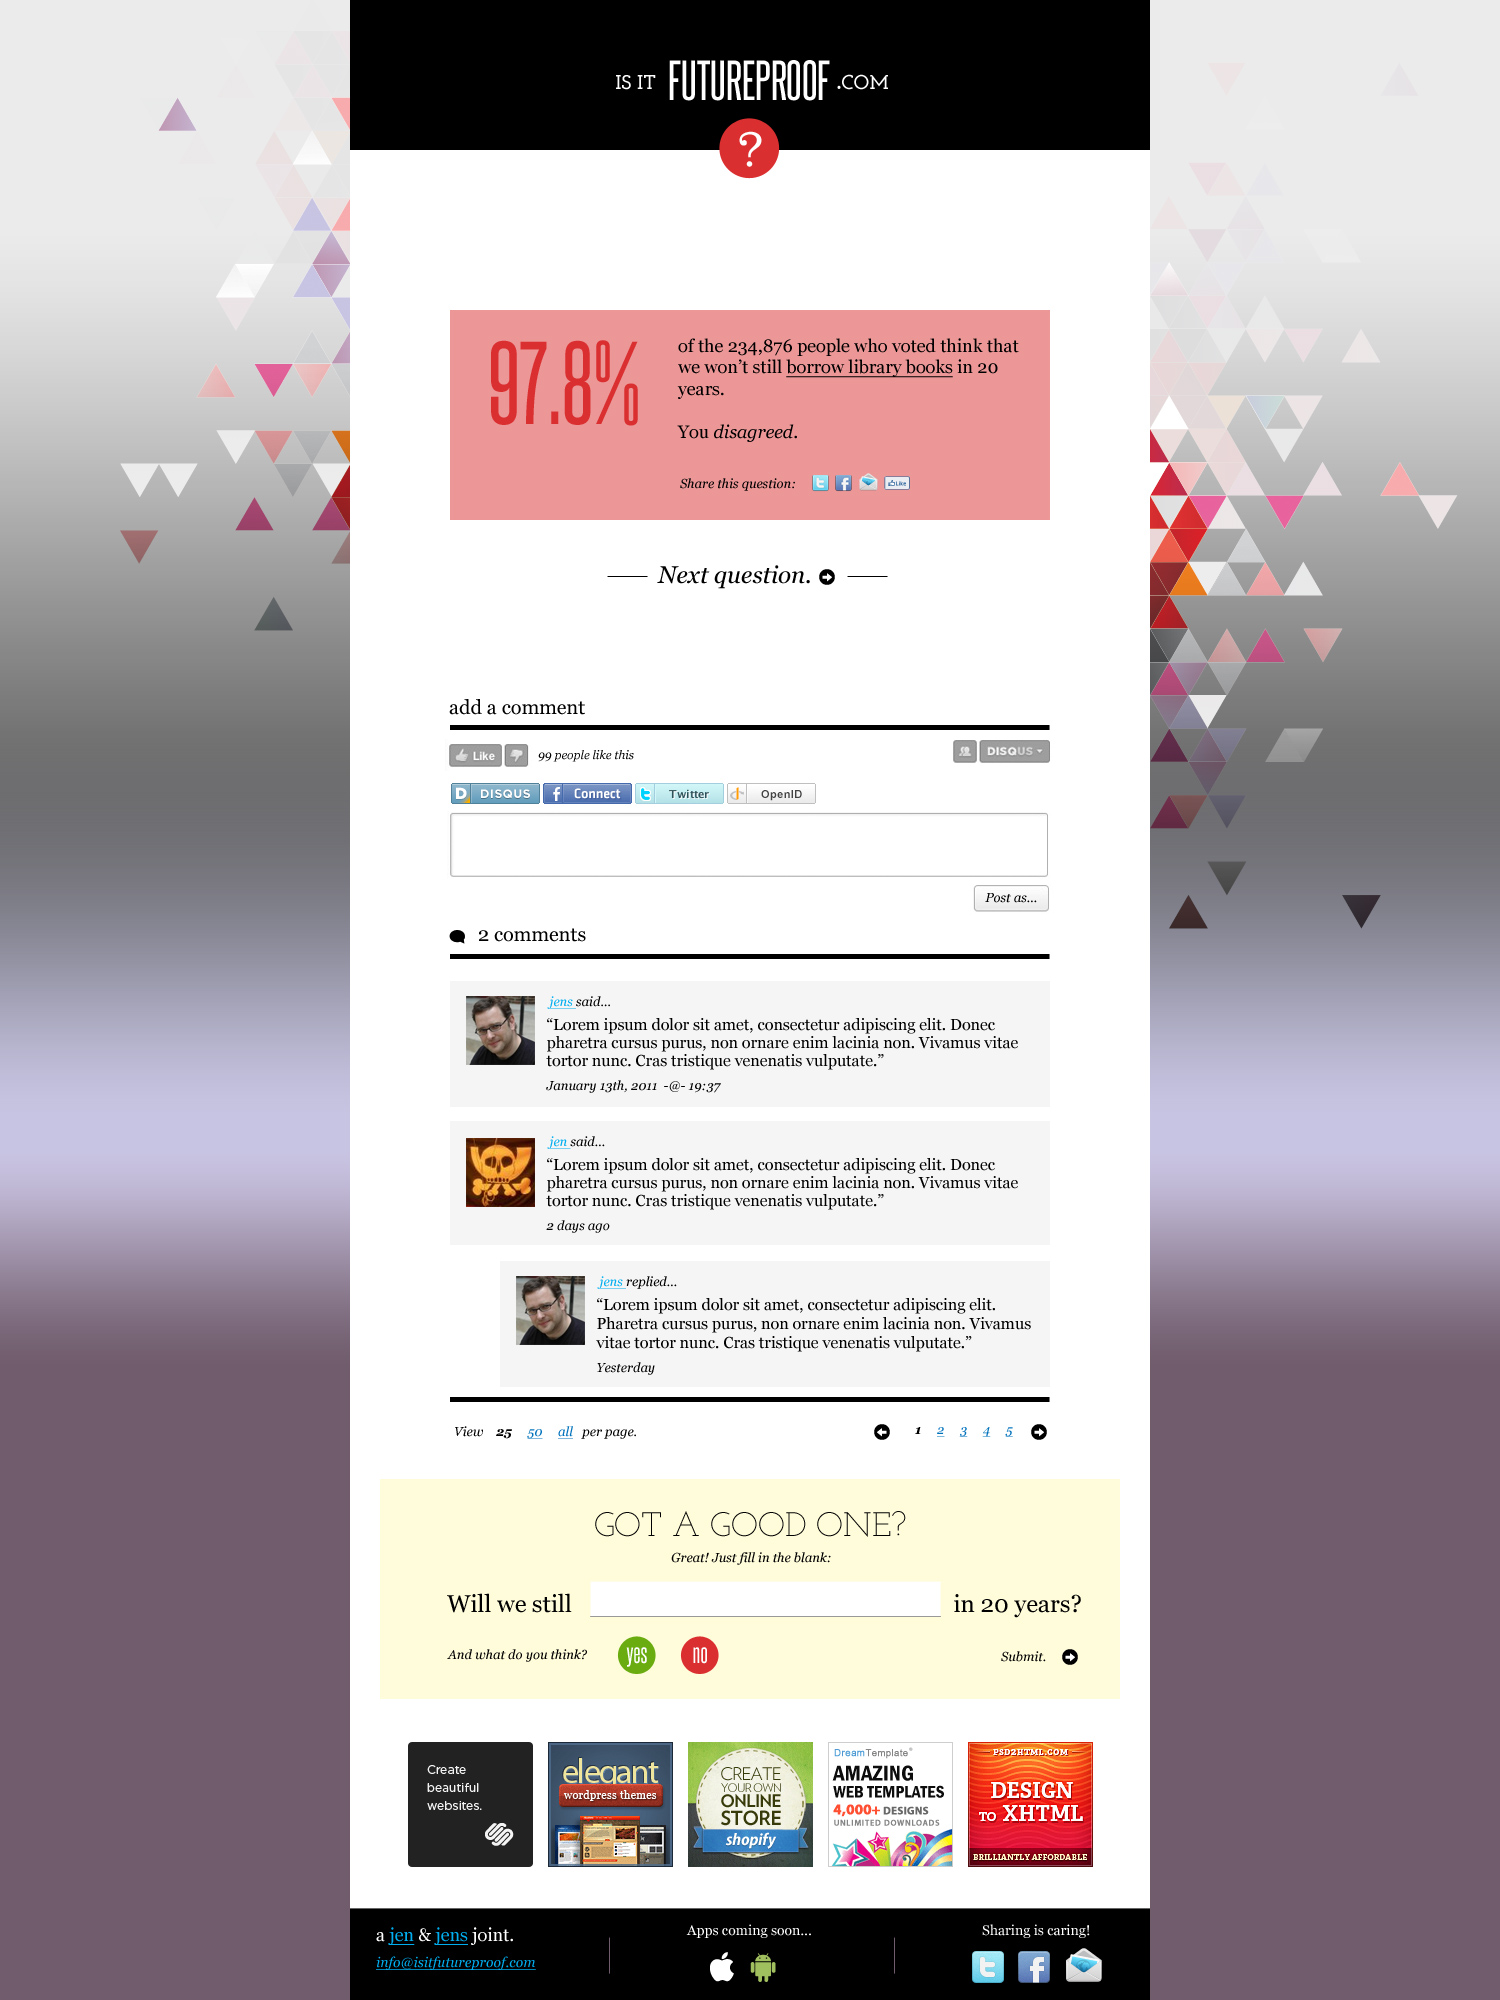 IS IT FUTUREPROOF .COM
?
97.8%
of the 234,876 people who voted think that
we won’t still borrow library books in 20
years.
You disagreed.
Share this question:
Like
Next question.
add a comment
Like
99 people like this
DISQUS
D DISQUS
f Connect
t Twitter
OpenID
Post as...
2 comments
jens said...
“Lorem ipsum dolor sit amet, consectetur adipiscing elit. Donec
pharetra cursus purus, non ornare enim lacinia non. Vivamus vitae
tortor nunc. Cras tristique venenatis vulputate.”
January 13th, 2011 -@- 19:37
jen said...
“Lorem ipsum dolor sit amet, consectetur adipiscing elit. Donec
pharetra cursus purus, non ornare enim lacinia non. Vivamus vitae
tortor nunc. Cras tristique venenatis vulputate.”
2 days ago
jens replied...
“Lorem ipsum dolor sit amet, consectetur adipiscing elit.
Pharetra cursus purus, non ornare enim lacinia non. Vivamus
vitae tortor nunc. Cras tristique venenatis vulputate.”
Yesterday
View 25 50 all per page.
1 2 3 4 5
GOT A GOOD ONE?
Great! Just fill in the blank:
Will we still
in 20 years?
And what do you think?
yes
no
Submit.
Create
beautiful
websites.
elegant
wordpress themes
CREATE
YOUR OWN
ONLINE
STORE
shopify
DreamTemplate®
AMAZING
WEB TEMPLATES
4,000+ DESIGNS
UNLIMITED DOWNLOADS
PSD2HTML.COM
DESIGN
TO XHTML
BRILLIANTLY AFFORDABLE
a jen & jens joint.
info@isitfutureproof.com
Apps coming soon...
Sharing is caring!